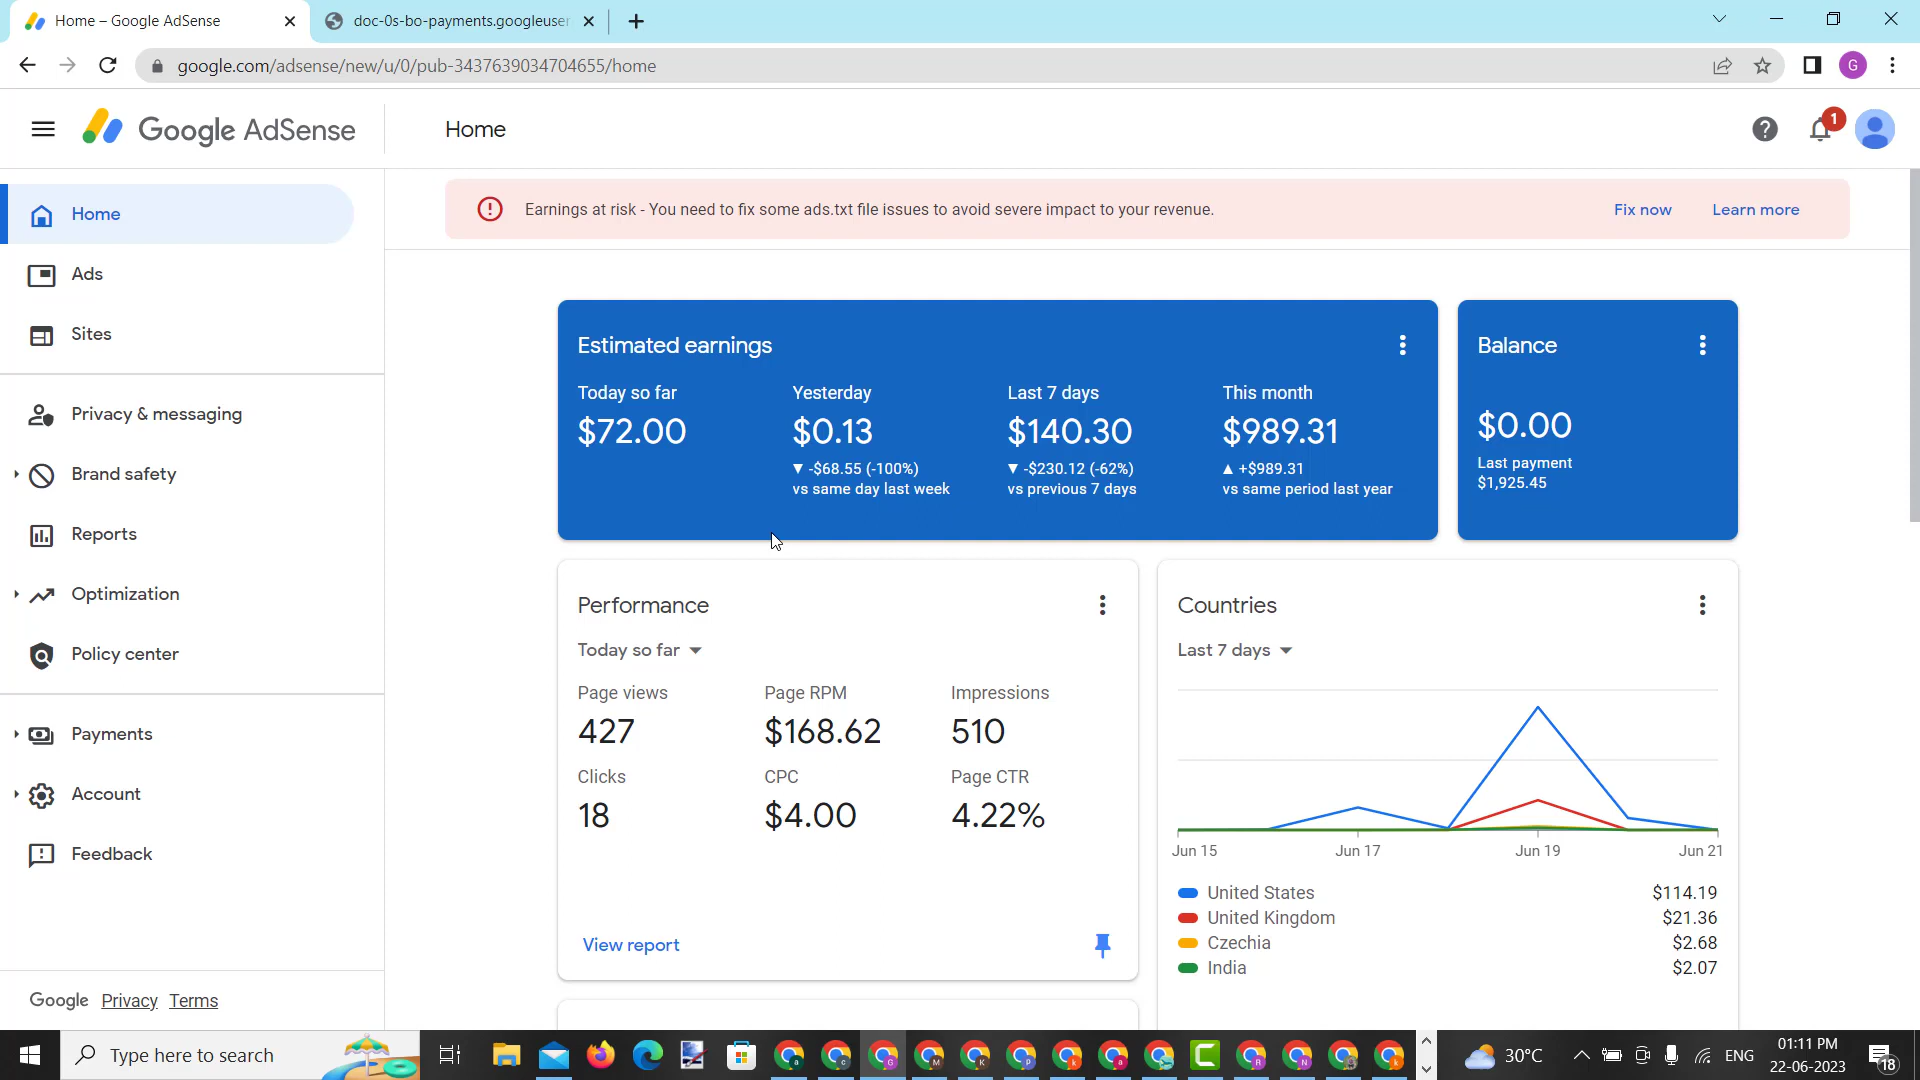 Home – Google AdSense
doc-0s-bo-payments.googleuser
google.com/adsense/new/u/0/pub-3437639034704655/home
G
Google AdSense
Home
1
Home
Ads
Sites
Privacy & messaging
Brand safety
Reports
Optimization
Policy center
Payments
Account
Feedback
Google Privacy Terms
Earnings at risk - You need to fix some ads.txt file issues to avoid severe impact to your revenue.
Fix now
Learn more
Estimated earnings
Today so far
$72.00
Yesterday
$0.13
▼ -$68.55 (-100%)
vs same day last week
Last 7 days
$140.30
▼ -$230.12 (-62%)
vs previous 7 days
This month
$989.31
▲ +$989.31
vs same period last year
Balance
$0.00
Last payment
$1,925.45
Performance
Today so far
Page views
427
Page RPM
$168.62
Impressions
510
Clicks
18
CPC
$4.00
Page CTR
4.22%
View report
Countries
Last 7 days
Jun 15
Jun 17
Jun 19
Jun 21
United States $114.19
United Kingdom $21.36
Czechia $2.68
India $2.07
Type here to search
30°C
ENG
01:11 PM
22-06-2023
18